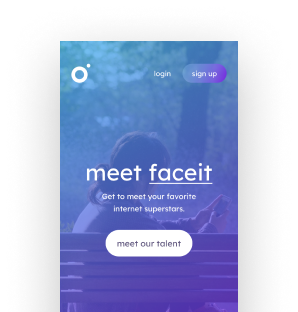 login
sign up
meet faceit
Get to meet your favorite
internet superstars.
meet our talent